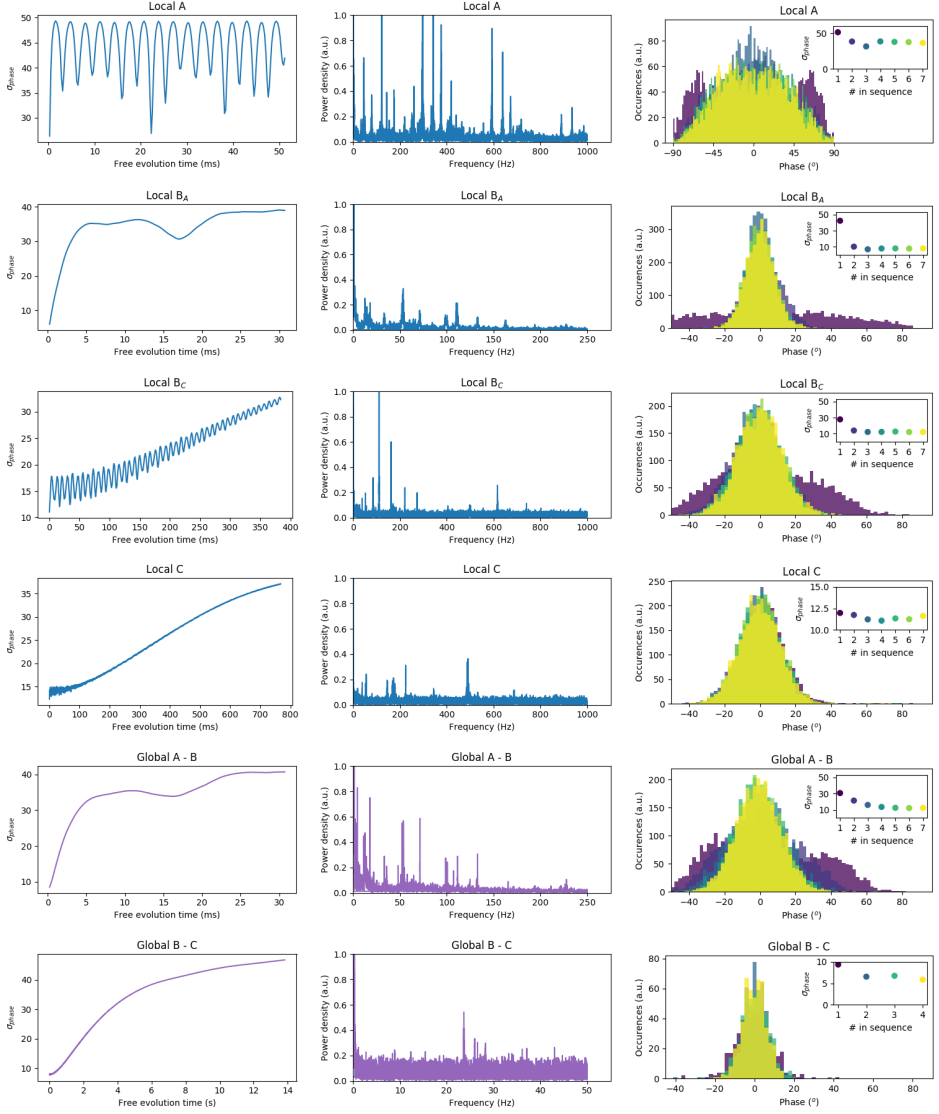 Local A
Local A
Local A
50
45
40
35
30
σphase
0 10 20 30 40 50
Free evolution time (ms)
1.0
0.8
0.6
0.4
0.2
0.0
Power density (a.u.)
0 200 400 600 800 1000
Frequency (Hz)
80
60
40
20
0
Occurences (a.u.)
−90 −45 0 45 90
Phase (°)
50
0
σphase
1 2 3 4 5 6 7
# in sequence
Local BA
Local BA
Local BA
40
30
20
10
σphase
0 5 10 15 20 25 30
Free evolution time (ms)
1.0
0.8
0.6
0.4
0.2
0.0
Power density (a.u.)
0 50 100 150 200 250
Frequency (Hz)
300
200
100
0
Occurences (a.u.)
−40 −20 0 20 40 60 80
Phase (°)
50
30
10
σphase
1 2 3 4 5 6 7
# in sequence
Local BC
Local BC
Local BC
30
25
20
15
10
σphase
0 50 100 150 200 250 300 350 400
Free evolution time (ms)
1.0
0.8
0.6
0.4
0.2
0.0
Power density (a.u.)
0 200 400 600 800 1000
Frequency (Hz)
200
150
100
50
0
Occurences (a.u.)
−40 −20 0 20 40 60 80
Phase (°)
50
30
10
σphase
1 2 3 4 5 6 7
# in sequence
Local C
Local C
Local C
35
30
25
20
15
σphase
0 100 200 300 400 500 600 700 800
Free evolution time (ms)
1.0
0.8
0.6
0.4
0.2
0.0
Power density (a.u.)
0 200 400 600 800 1000
Frequency (Hz)
250
200
150
100
50
0
Occurences (a.u.)
−40 −20 0 20 40 60 80
Phase (°)
15.0
12.5
10.0
σphase
1 2 3 4 5 6 7
# in sequence
Global A - B
Global A - B
Global A - B
40
30
20
10
σphase
0 5 10 15 20 25 30
Free evolution time (ms)
1.0
0.8
0.6
0.4
0.2
0.0
Power density (a.u.)
0 50 100 150 200 250
Frequency (Hz)
200
150
100
50
0
Occurences (a.u.)
−40 −20 0 20 40 60 80
Phase (°)
50
30
10
σphase
1 2 3 4 5 6 7
# in sequence
Global B - C
Global B - C
Global B - C
40
30
20
10
σphase
0 2 4 6 8 10 12 14
Free evolution time (s)
1.0
0.8
0.6
0.4
0.2
0.0
Power density (a.u.)
0 10 20 30 40 50
Frequency (Hz)
80
60
40
20
0
Occurences (a.u.)
−40 −20 0 20 40 60 80
Phase (°)
10
5
0
σphase
1 2 3 4
# in sequence